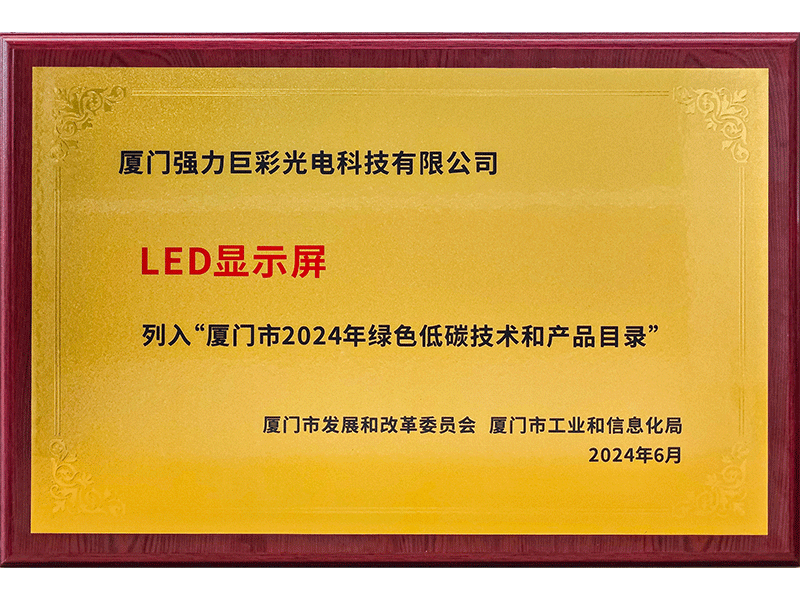 厦门强力巨彩光电科技有限公司
LED显示屏
列入“厦门市2024年绿色低碳技术和产品目录”
厦门市发展和改革委员会 厦门市工业和信息化局
2024年6月